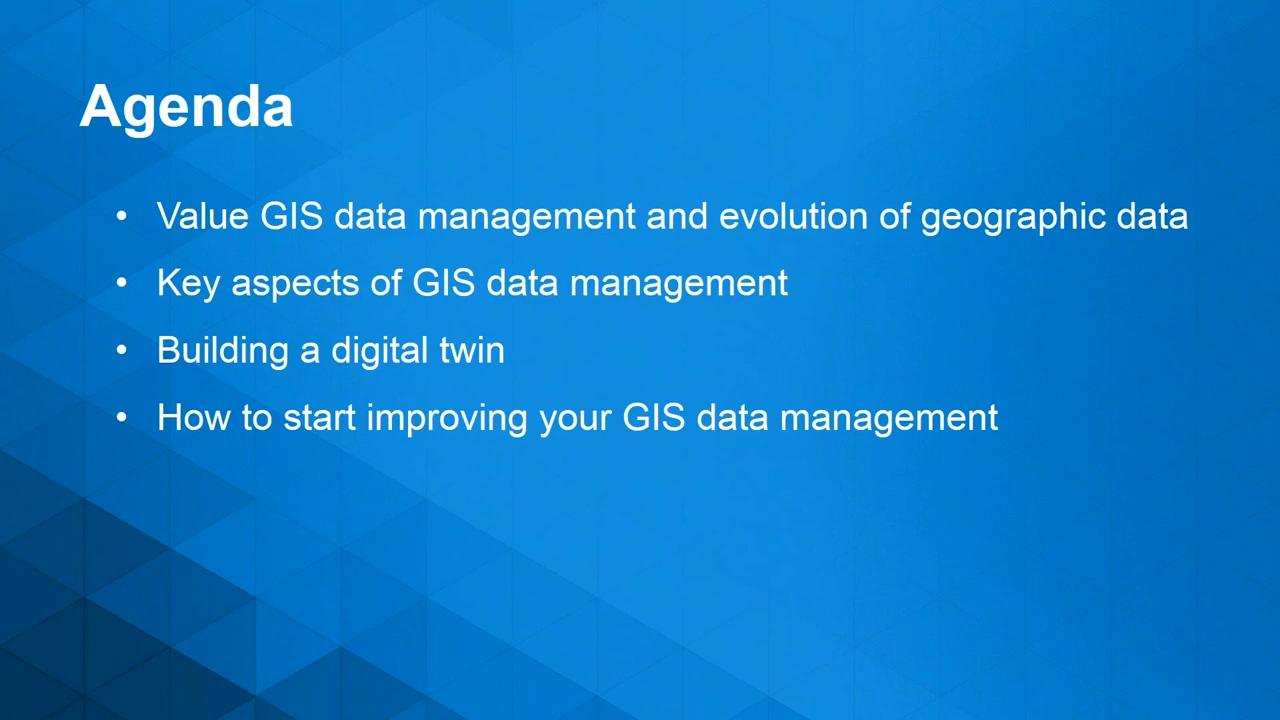 Agenda
• Value GIS data management and evolution of geographic data
• Key aspects of GIS data management
• Building a digital twin
• How to start improving your GIS data management